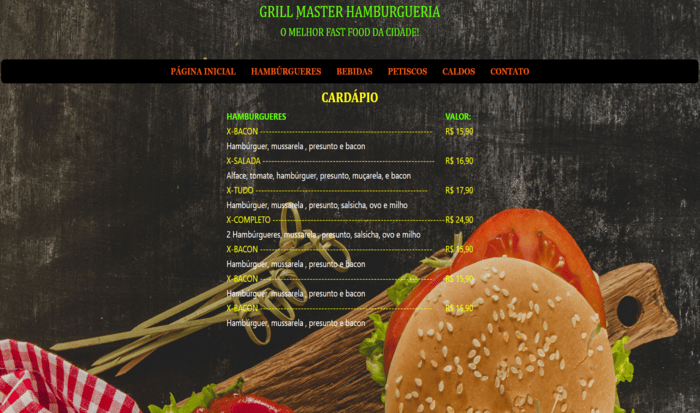 GRILL MASTER HAMBURGUERIA
O MELHOR FAST FOOD DA CIDADE!
PÁGINA INICIAL HAMBÚRGUERES BEBIDAS PETISCOS CALDOS CONTATO
CARDÁPIO
HAMBÚRGUERES VALOR:
X-BACON ---------------------------------------- R$ 15,90
Hambúrguer, mussarela , presunto e bacon
X-SALADA ---------------------------------------- R$ 16,90
Alface, tomate, hambúrguer, presunto, muçarela, e bacon
X-TUDO ---------------------------------------- R$ 17,90
Hambúrguer, mussarela , presunto, salsicha, ovo e milho
X-COMPLETO ---------------------------------------- R$ 24,90
2 Hambúrgueres, mussarela , presunto, salsicha, ovo e milho
X-BACON ---------------------------------------- R$ 15,90
Hambúrguer, mussarela , presunto e bacon
X-BACON ---------------------------------------- R$ 15,90
Hambúrguer, mussarela , presunto e bacon
X-BACON ---------------------------------------- R$ 15,90
Hambúrguer, mussarela , presunto e bacon